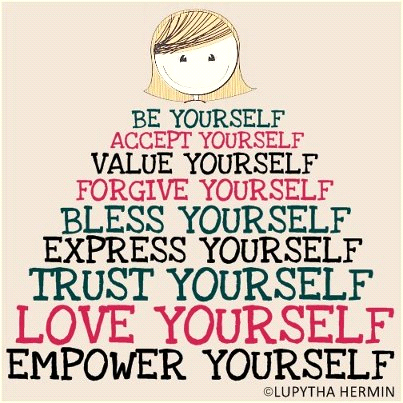 BE YOURSELF
ACCEPT YOURSELF
VALUE YOURSELF
FORGIVE YOURSELF
BLESS YOURSELF
EXPRESS YOURSELF
TRUST YOURSELF
LOVE YOURSELF
EMPOWER YOURSELF
©LUPYTHA HERMIN